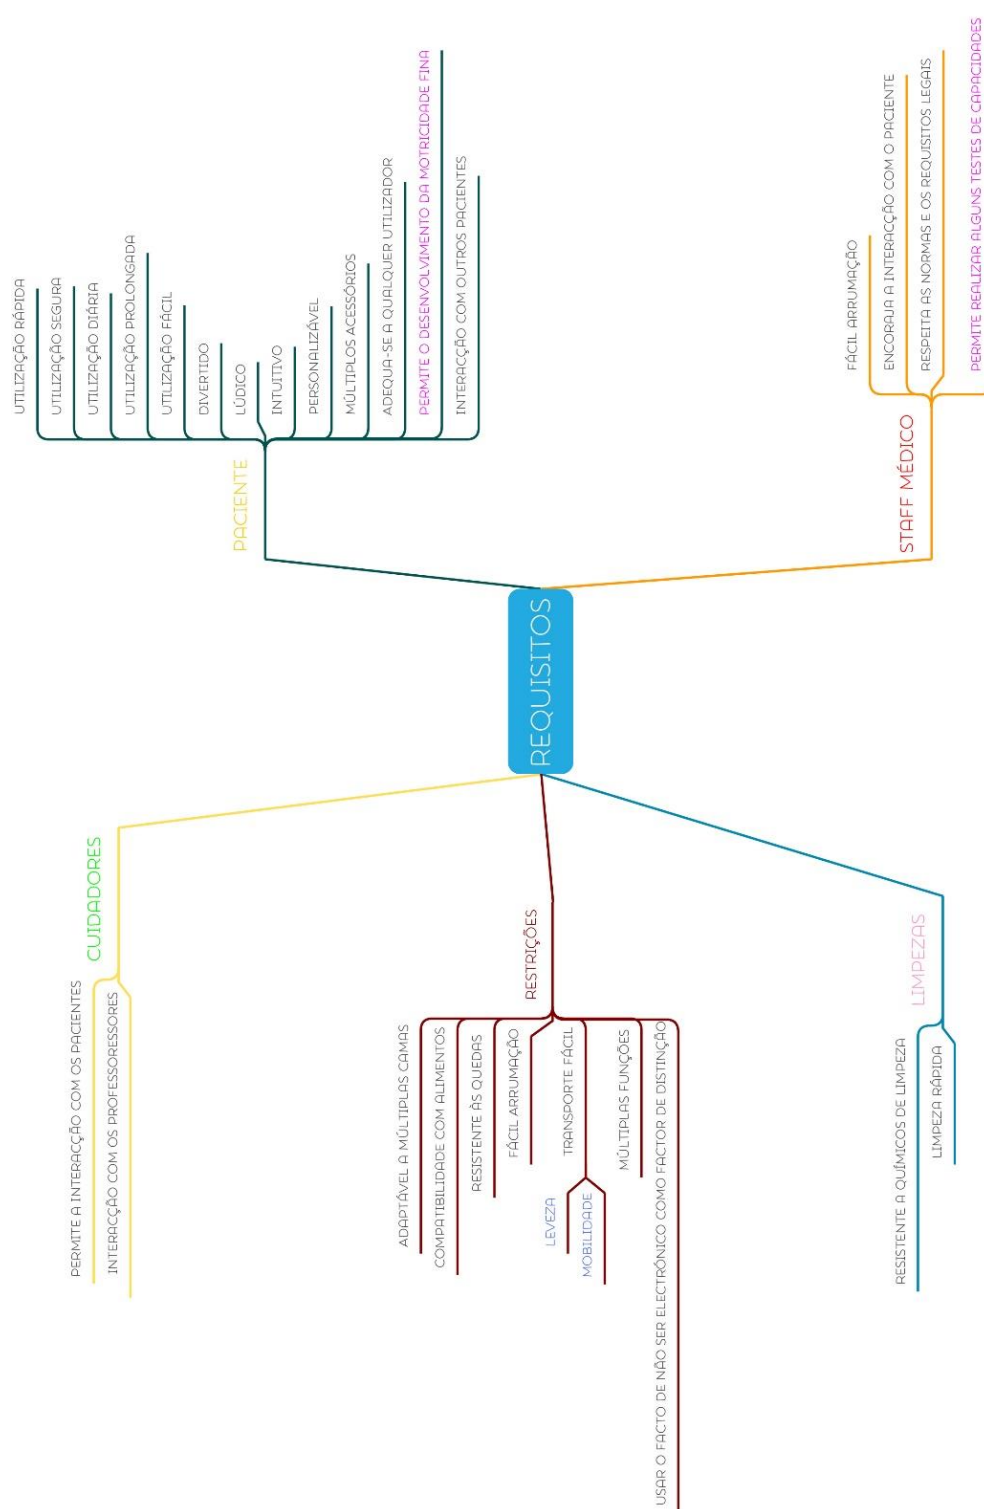 REQUISITOS
PACIENTE
UTILIZAÇÃO RÁPIDA
UTILIZAÇÃO SEGURA
UTILIZAÇÃO DIÁRIA
UTILIZAÇÃO PROLONGADA
UTILIZAÇÃO FÁCIL
DIVERTIDO
LÚDICO
INTUITIVO
PERSONALIZÁVEL
MÚLTIPLOS ACESSÓRIOS
ADEQUA-SE A QUALQUER UTILIZADOR
PERMITE O DESENVOLVIMENTO DA MOTRICIDADE FINA
INTERACÇÃO COM OUTROS PACIENTES
STAFF MÉDICO
FÁCIL ARRUMAÇÃO
ENCORAJA A INTERACÇÃO COM O PACIENTE
RESPEITA AS NORMAS E OS REQUISITOS LEGAIS
PERMITE REALIZAR ALGUNS TESTES DE CAPACIDADES
CUIDADORES
PERMITE A INTERACÇÃO COM OS PACIENTES
INTERACÇÃO COM OS PROFESSORESSORES
RESTRIÇÕES
ADAPTÁVEL A MÚLTIPLAS CAMAS
COMPATIBILIDADE COM ALIMENTOS
RESISTENTE ÀS QUEDAS
FÁCIL ARRUMAÇÃO
TRANSPORTE FÁCIL
LEVEZA
MOBILIDADE
MÚLTIPLAS FUNÇÕES
USAR O FACTO DE NÃO SER ELECTRÓNICO COMO FACTOR DE DISTINÇÃO
LIMPEZAS
RESISTENTE A QUÍMICOS DE LIMPEZA
LIMPEZA RÁPIDA